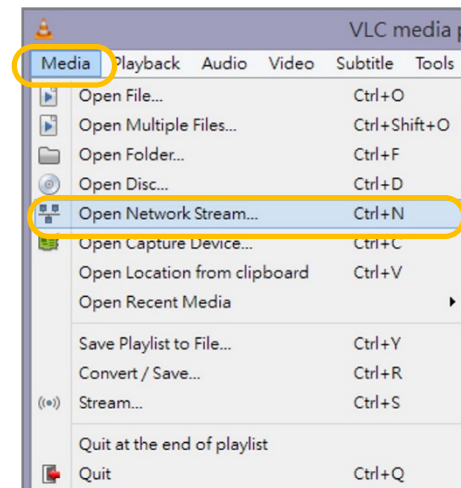 VLC media
Media Playback Audio Video Subtitle Tools
Open File... Ctrl+O
Open Multiple Files... Ctrl+Shift+O
Open Folder... Ctrl+F
Open Disc... Ctrl+D
Open Network Stream... Ctrl+N
Open Capture Device... Ctrl+C
Open Location from clipboard Ctrl+V
Open Recent Media
Save Playlist to File... Ctrl+Y
Convert / Save... Ctrl+R
Stream... Ctrl+S
Quit at the end of playlist
Quit Ctrl+Q